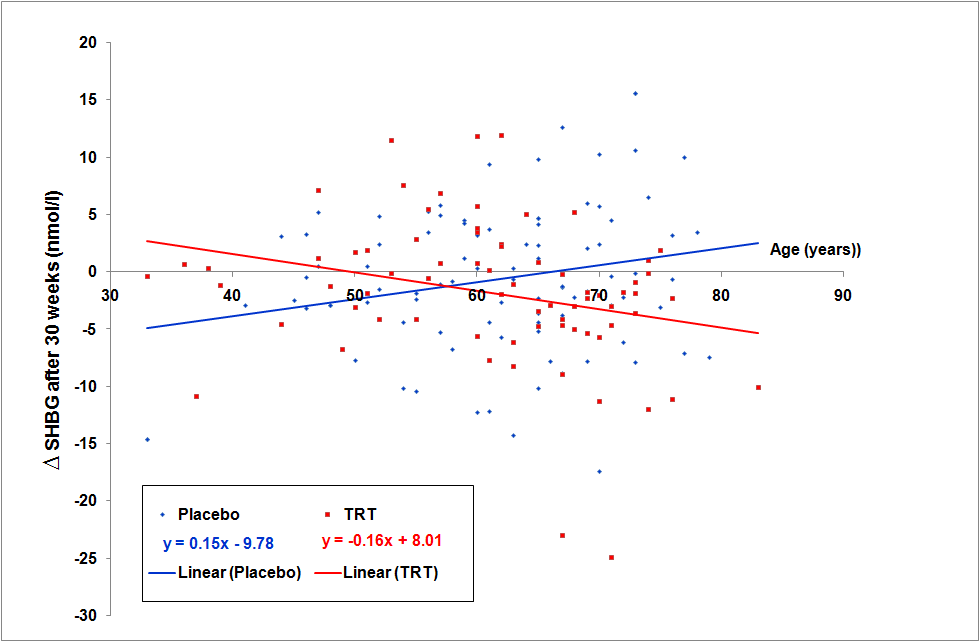 20
15
10
5
0
-5
-10
-15
-20
-25
-30
30 40 50 60 70 80 90
Δ SHBG after 30 weeks (nmol/l)
Age (years))
Placebo TRT
y = 0.15x - 9.78 y = -0.16x + 8.01
Linear (Placebo) Linear (TRT)